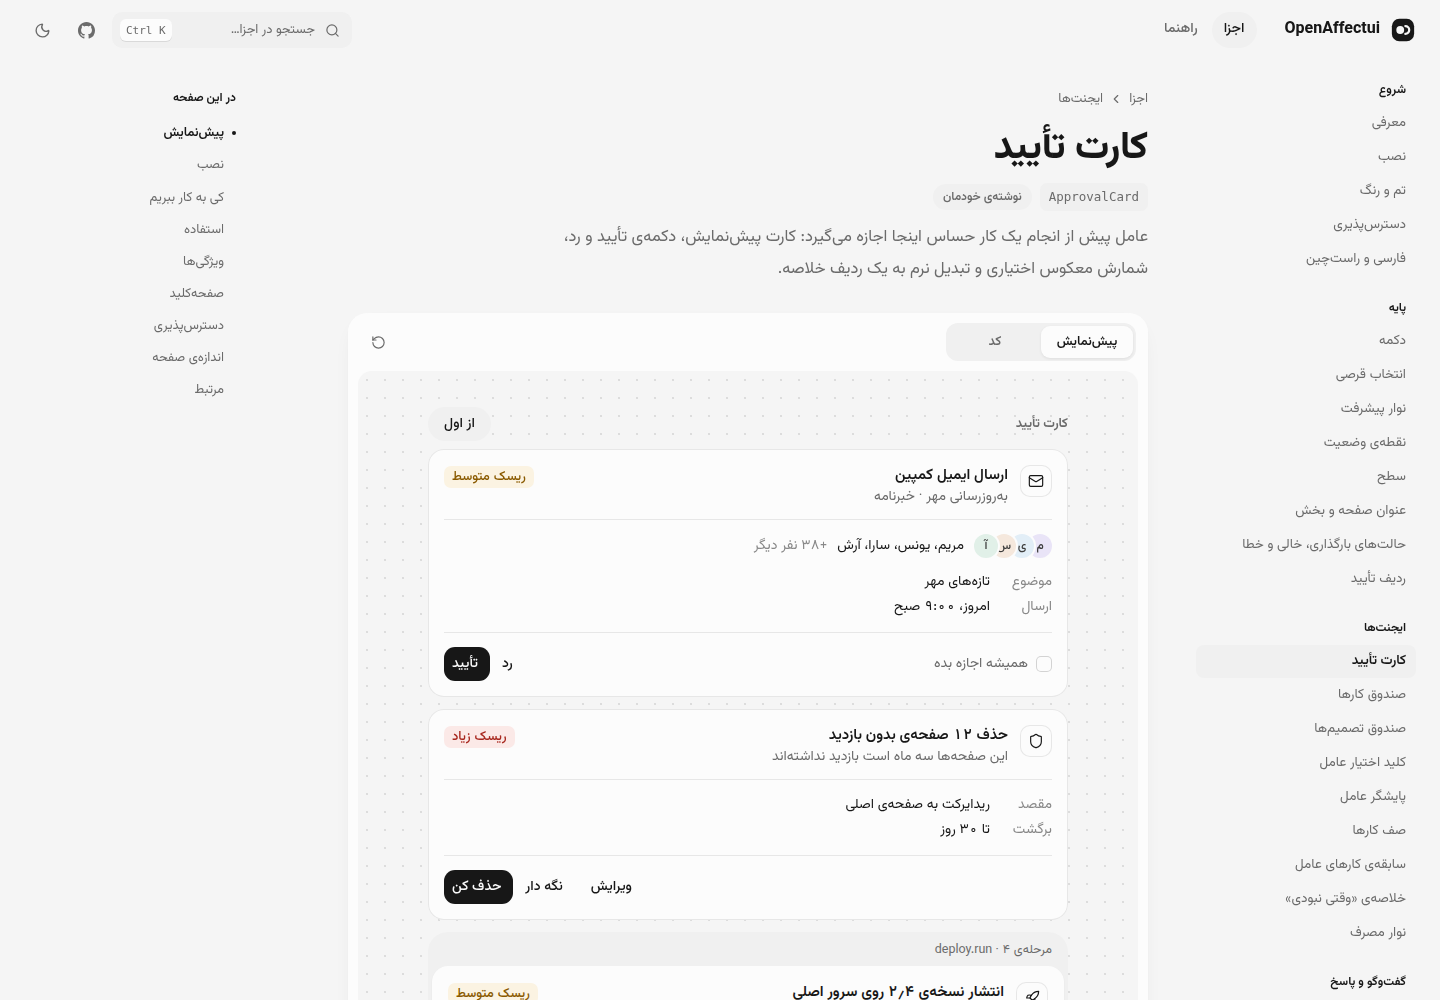 OpenAffectui
اجزا
راهنما
جستجو در اجزا...
Ctrl K
شروع
معرفی
نصب
تم و رنگ
دسترس‌پذیری
فارسی و راست‌چین
پایه
دکمه
انتخاب قرصی
نوار پیشرفت
نقطه‌ی وضعیت
سطح
عنوان صفحه و بخش
حالت‌های بارگذاری، خالی و خطا
ردیف تأیید
ایجنت‌ها
کارت تأیید
صندوق کارها
صندوق تصمیم‌ها
کلید اختیار عامل
پایشگر عامل
صف کارها
سابقه‌ی کارهای عامل
خلاصه‌ی «وقتی نبودی»
نوار مصرف
گفت‌وگو و پاسخ
اجزا
ایجنت‌ها
کارت تأیید
ApprovalCard
نوشته‌ی خودمان
عامل پیش از انجام یک کار حساس اینجا اجازه می‌گیرد: کارت پیش‌نمایش، دکمه‌ی تأیید و رد،
شمارش معکوس اختیاری و تبدیل نرم به یک ردیف خلاصه.
پیش‌نمایش
کد
کارت تأیید
از اول
ارسال ایمیل کمپین
ریسک متوسط
به‌روزرسانی مهر · خبرنامه
م ی س آ
مریم، یونس، سارا، آرش
+۳۸ نفر دیگر
موضوع تازه‌های مهر
ارسال امروز، ۹:۰۰ صبح
همیشه اجازه بده
رد
تأیید
حذف ۱۲ صفحه‌ی بدون بازدید
ریسک زیاد
این صفحه‌ها سه ماه است بازدید نداشته‌اند
مقصد ریدایرکت به صفحه‌ی اصلی
برگشت تا ۳۰ روز
ویرایش
نگه دار
حذف کن
مرحله‌ی ۴ · deploy.run
انتشار نسخه‌ی ۲٫۴ روی سرور اصلی
ریسک متوسط
در این صفحه
پیش‌نمایش
نصب
کی به کار ببریم
استفاده
ویژگی‌ها
صفحه‌کلید
دسترس‌پذیری
اندازه‌ی صفحه
مرتبط